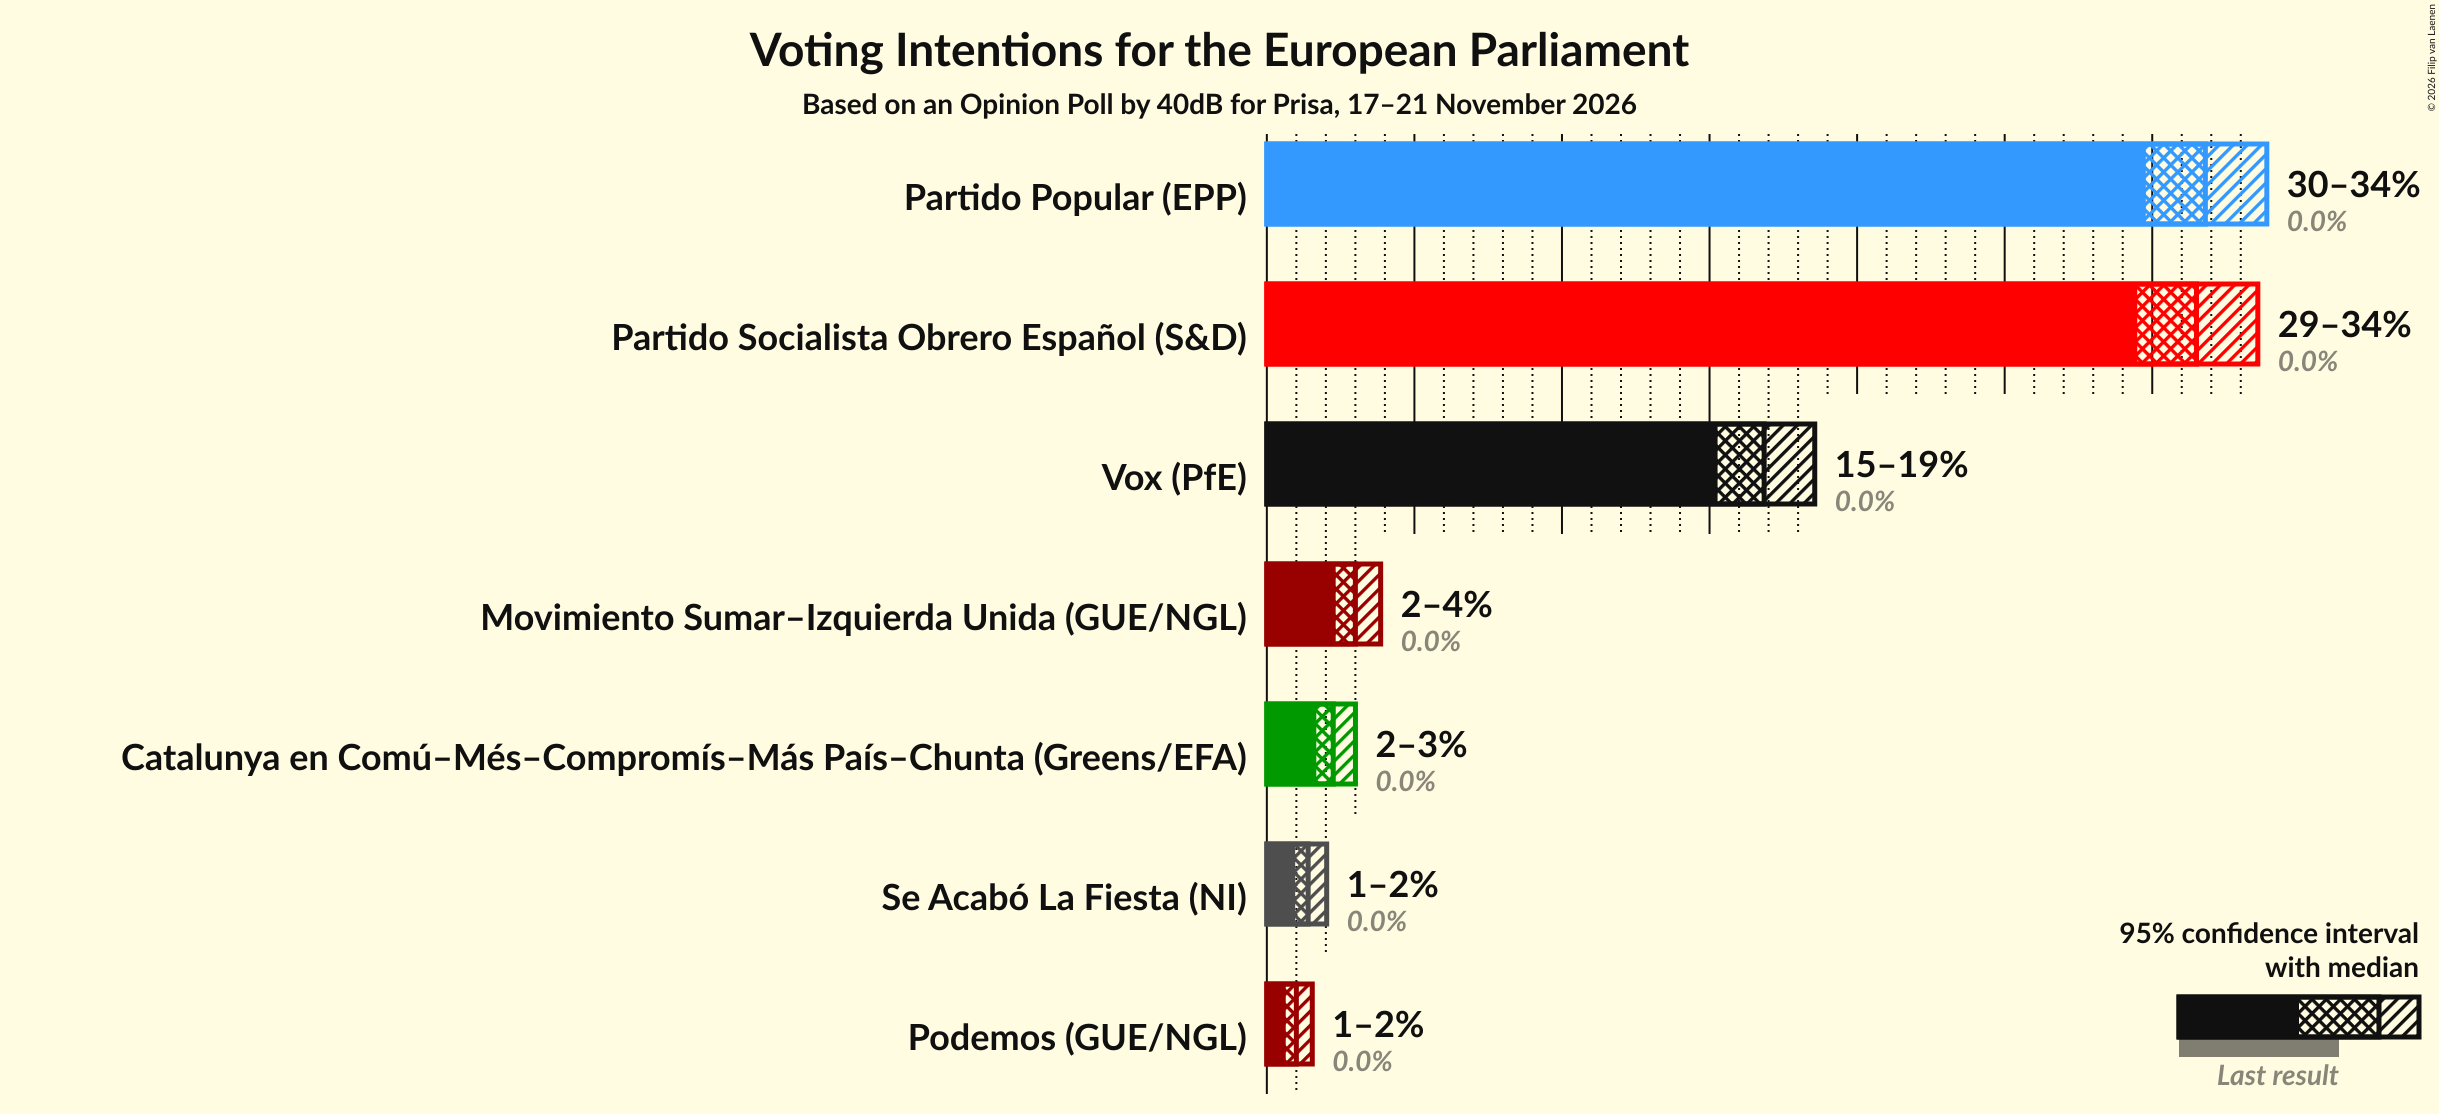 Voting Intentions for the European Parliament
Based on an Opinion Poll by 40dB for Prisa, 17–21 November 2026
© 2026 Filip van Laenen
Partido Popular (EPP)
30–34%
0.0%
Partido Socialista Obrero Español (S&D)
29–34%
0.0%
Vox (PfE)
15–19%
0.0%
Movimiento Sumar–Izquierda Unida (GUE/NGL)
2–4%
0.0%
Catalunya en Comú–Més–Compromís–Más País–Chunta (Greens/EFA)
2–3%
0.0%
Se Acabó La Fiesta (NI)
1–2%
0.0%
Podemos (GUE/NGL)
1–2%
0.0%
95% confidence interval
with median
Last result